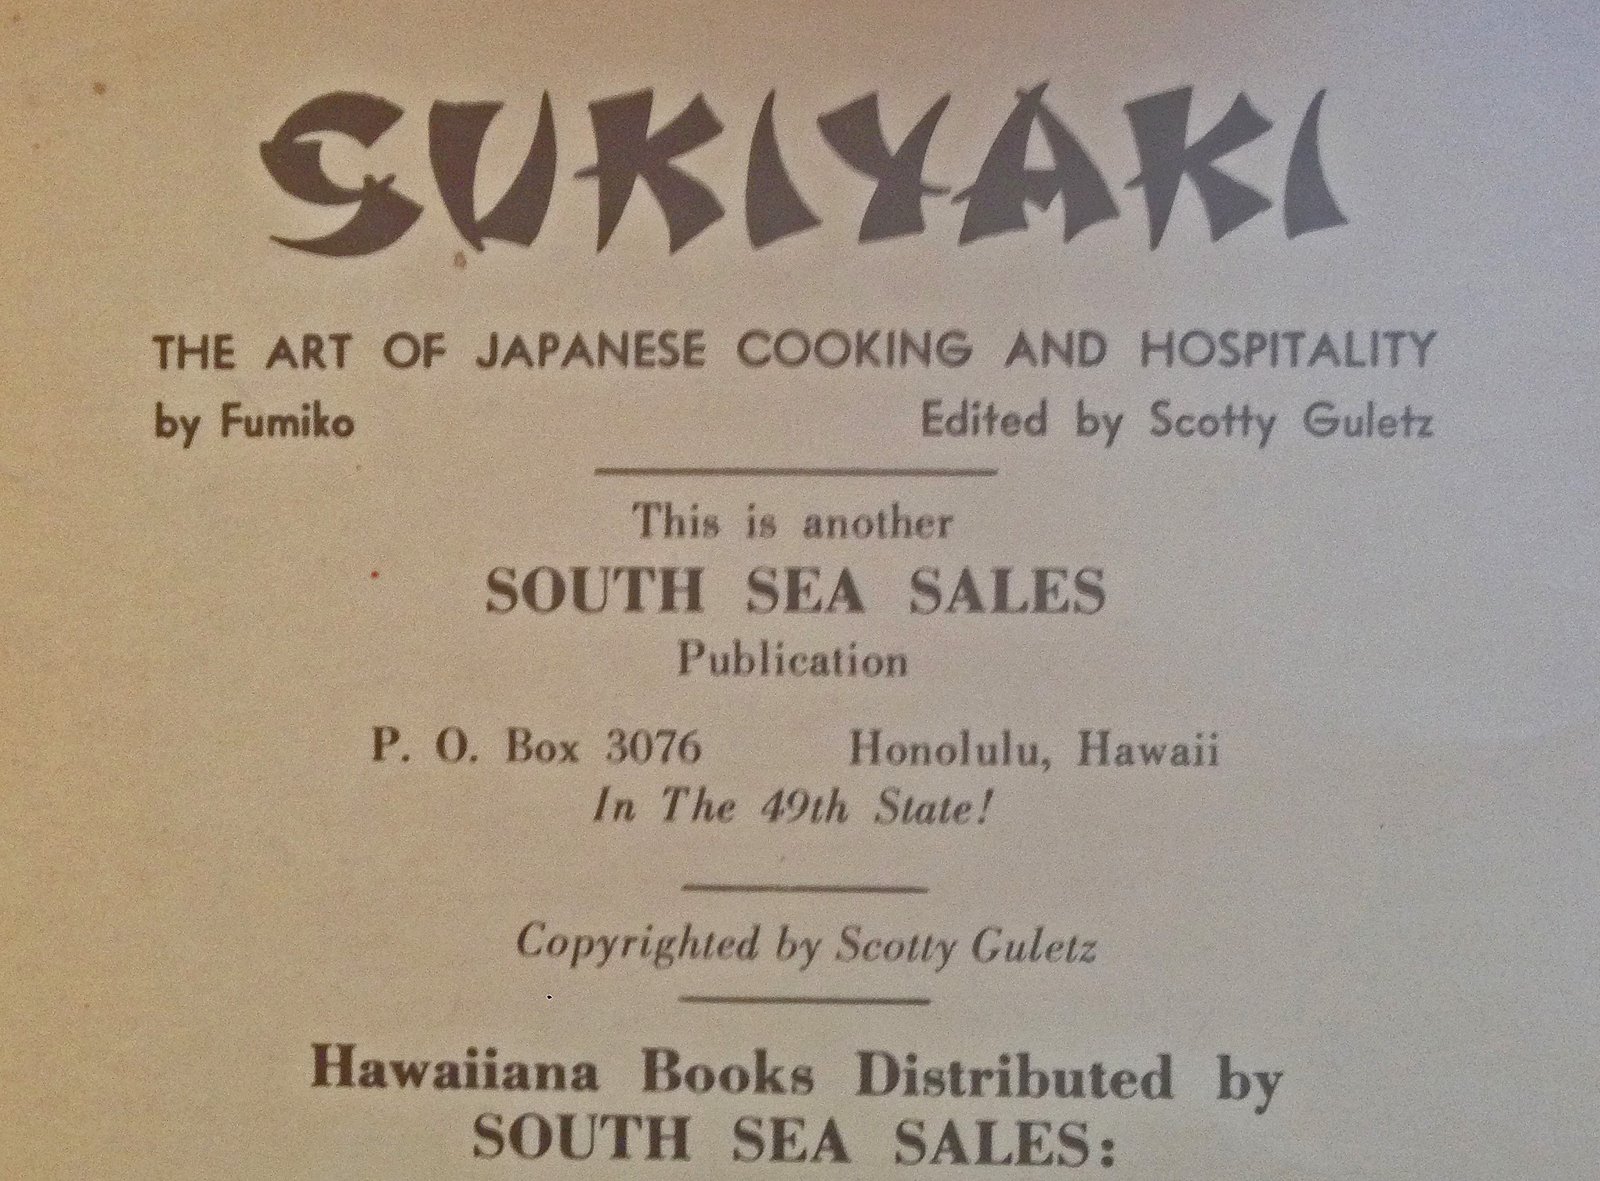 SUKIYAKI
THE ART OF JAPANESE COOKING AND HOSPITALITY
by Fumiko Edited by Scotty Guletz
This is another
SOUTH SEA SALES
Publication
P. O. Box 3076 Honolulu, Hawaii
In The 49th State!
Copyrighted by Scotty Guletz
Hawaiiana Books Distributed by
SOUTH SEA SALES: